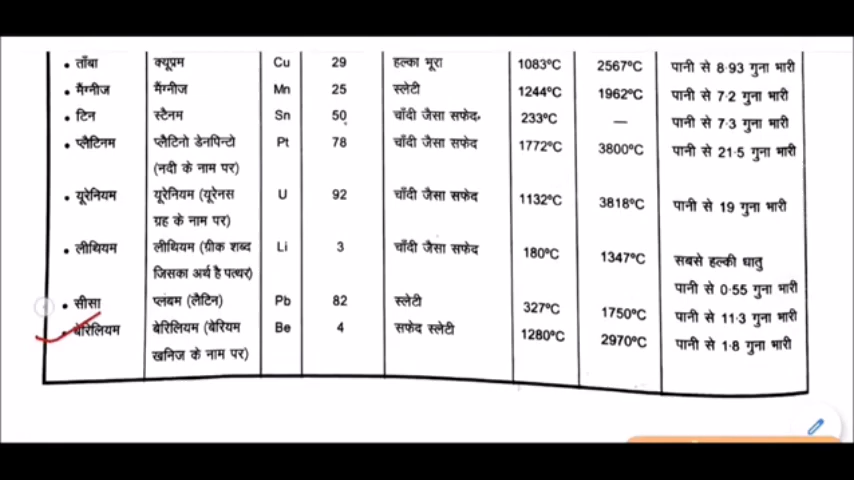 • ताँबा क्यूप्रम Cu 29 हल्का भूरा 1083°C 2567°C पानी से 8·93 गुना भारी
• मैंग्नीज मैंग्नीज Mn 25 स्लेटी 1244°C 1962°C पानी से 7·2 गुना भारी
• टिन स्टैनम Sn 50 चाँदी जैसा सफेद 233°C — पानी से 7·3 गुना भारी
• प्लैटिनम प्लैटिनो डेनपिन्टो Pt 78 चाँदी जैसा सफेद 1772°C 3800°C पानी से 21·5 गुना भारी
(नदी के नाम पर)
• यूरेनियम यूरेनियम (यूरेनस U 92 चाँदी जैसा सफेद 1132°C 3818°C पानी से 19 गुना भारी
ग्रह के नाम पर)
• लीथियम लीथियम (ग्रीक शब्द Li 3 चाँदी जैसा सफेद 180°C 1347°C सबसे हल्की धातु
जिसका अर्थ है पत्थर) पानी से 0·55 गुना भारी
• सीसा प्लंबम (लैटिन) Pb 82 स्लेटी 327°C 1750°C पानी से 11·3 गुना भारी
• बेरिलियम बेरिलियम (बेरियम Be 4 सफेद स्लेटी 1280°C 2970°C पानी से 1·8 गुना भारी
खनिज के नाम पर)